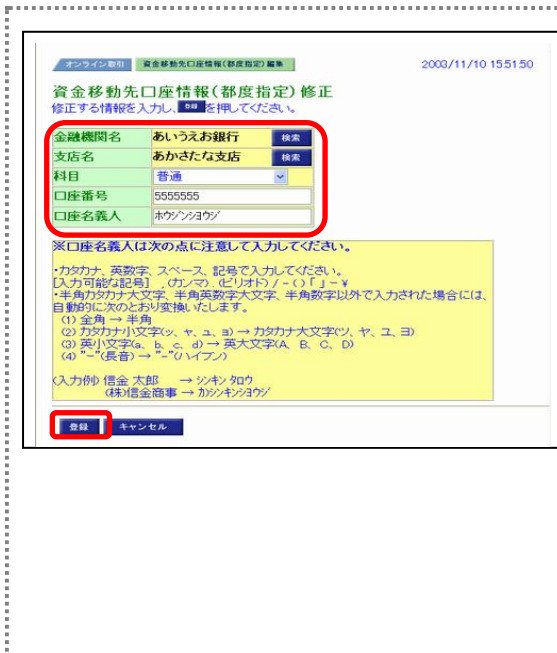 オンライン取引 資金移動先口座情報(都度指定)編集 2003/11/10 15:51:50
資金移動先口座情報(都度指定)修正
修正する情報を入力し、登録を押してください。
金融機関名 あいうえお銀行 検索
支店名 あかさたな支店 検索
科目 普通
口座番号 5555555
口座名義人 ホウジンシヨウジ
※口座名義人は次の点に注意して入力してください。
・カタカナ、英数字、スペース、記号で入力してください。
[入力可能な記号] ，(カンマ) ．(ピリオド) / - ( ) 「 」 ~ ¥
・半角カタカナ大文字、半角英数字大文字、半角数字以外で入力された場合には、
自動的に次のとおり変換いたします。
(1) 全角 → 半角
(2) カタカナ小文字(ッ、ャ、ュ、ョ) → カタカナ大文字(ツ、ヤ、ユ、ヨ)
(3) 英小文字(a、b、c、d) → 英大文字(A、B、C、D)
(4) "ー"(長音) → "-"(ハイフン)
(入力例) 信金 太郎 → シンキン タロウ
(株)信金商事 → カ)シンキンシヨウジ
登録 キャンセル